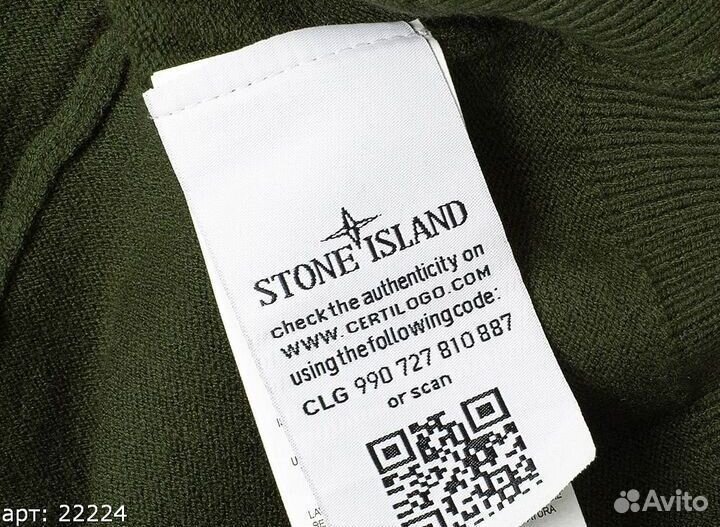 STONE ISLAND
check the authenticity on
WWW.CERTILOGO.COM
using the following code:
CLG 990 727 810 887
or scan
арт: 22224
Avito